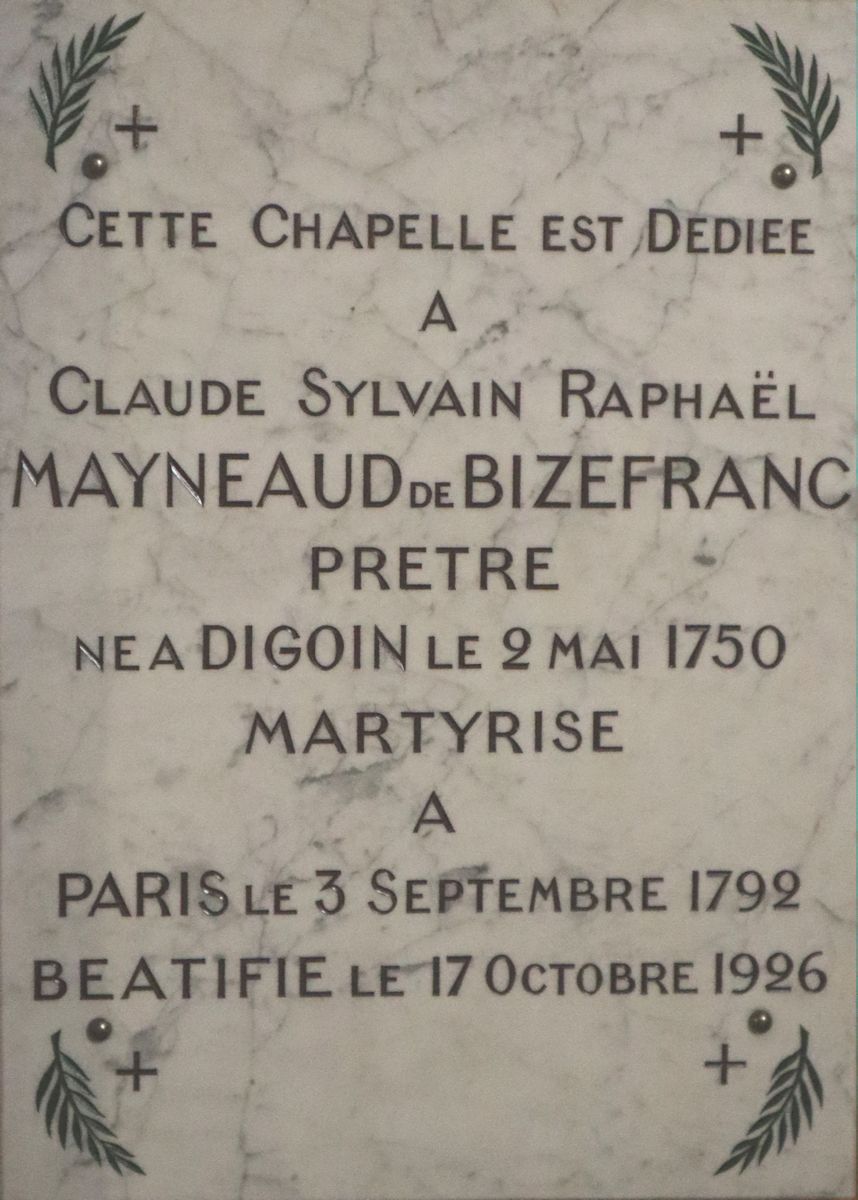 CETTE CHAPELLE EST DEDIEE
A
CLAUDE SYLVAIN RAPHAËL
MAYNEAUD DE BIZEFRANC
PRETRE
NE A DIGOIN LE 2 MAI 1750
MARTYRISE
A
PARIS LE 3 SEPTEMBRE 1792
BEATIFIE LE 17 OCTOBRE 1926